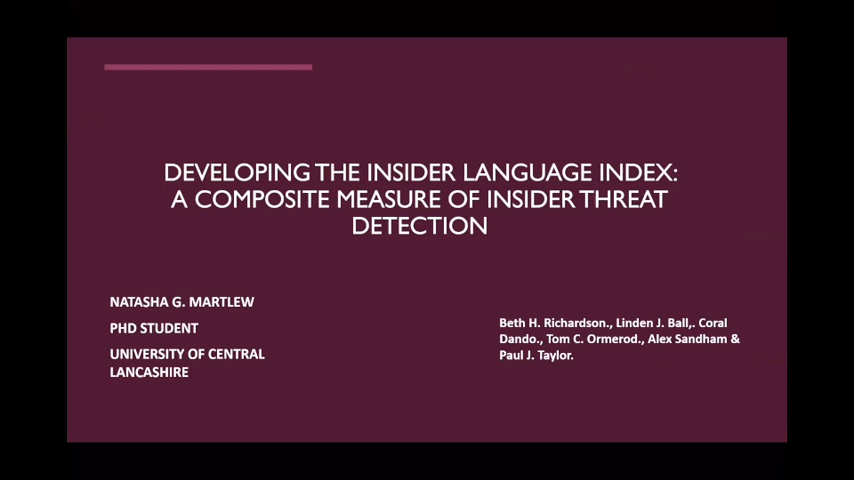 DEVELOPING THE INSIDER LANGUAGE INDEX:
A COMPOSITE MEASURE OF INSIDER THREAT
DETECTION
NATASHA G. MARTLEW
PHD STUDENT
UNIVERSITY OF CENTRAL
LANCASHIRE
Beth H. Richardson., Linden J. Ball,. Coral
Dando., Tom C. Ormerod., Alex Sandham &
Paul J. Taylor.